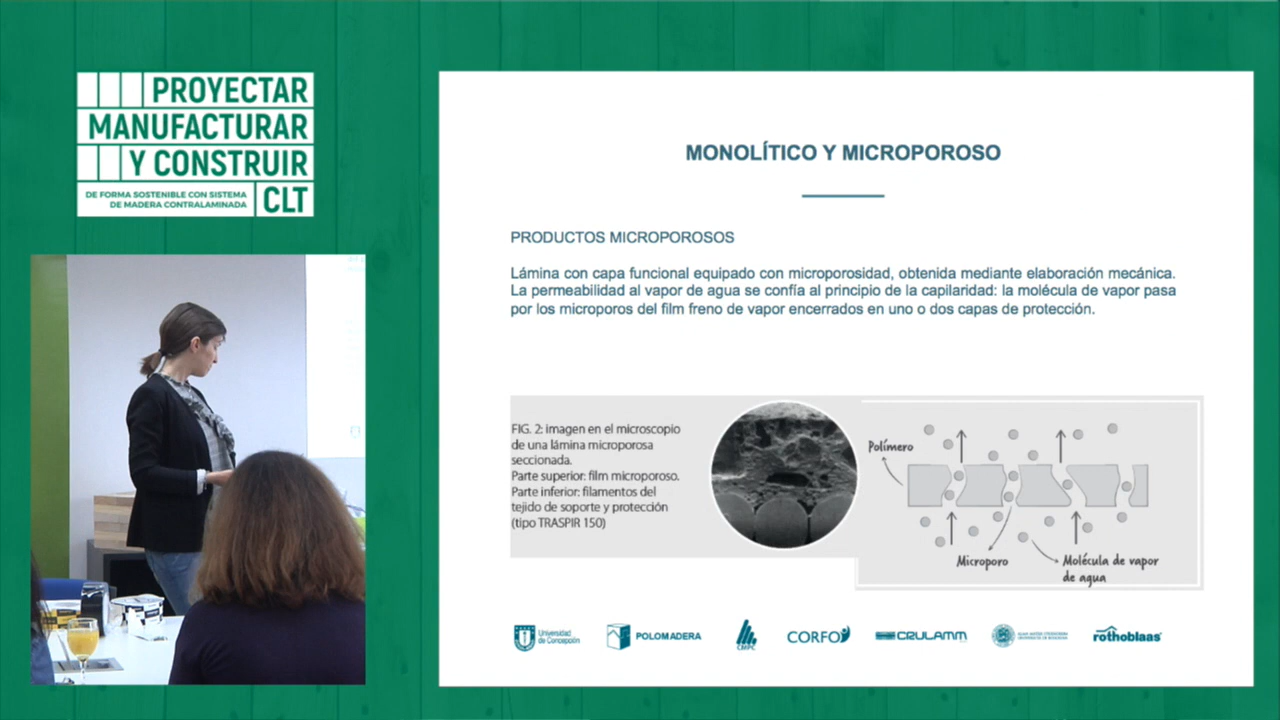 PROYECTAR
MANUFACTURAR
Y CONSTRUIR
DE FORMA SOSTENIBLE CON SISTEMA
DE MADERA CONTRALAMINADA
CLT
MONOLÍTICO Y MICROPOROSO
PRODUCTOS MICROPOROSOS
Lámina con capa funcional equipado con microporosidad, obtenida mediante elaboración mecánica.
La permeabilidad al vapor de agua se confía al principio de la capilaridad: la molécula de vapor pasa
por los microporos del film freno de vapor encerrados en uno o dos capas de protección.
FIG. 2: imagen en el microscopio
de una lámina microporosa
seccionada.
Parte superior: film microporoso.
Parte inferior: filamentos del
tejido de soporte y protección
(tipo TRASPIR 150)
Polímero
Microporo
Molécula de vapor
de agua
Universidad
de Concepción
POLOMADERA
CMPC
CORFO
CRULAMM
rothoblaas